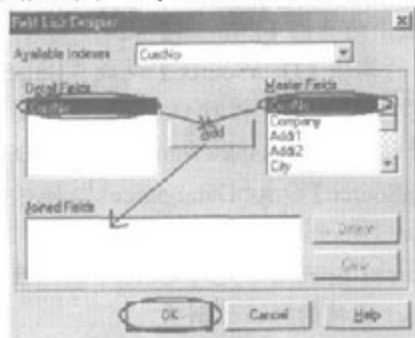 Field Link Designer
Available Indexes CustNo
Detail Fields
Master Fields
CustNo
CustNo
Add
Company
Addr1
Addr2
City
Joined Fields
Delete
Clear
OK Cancel Help